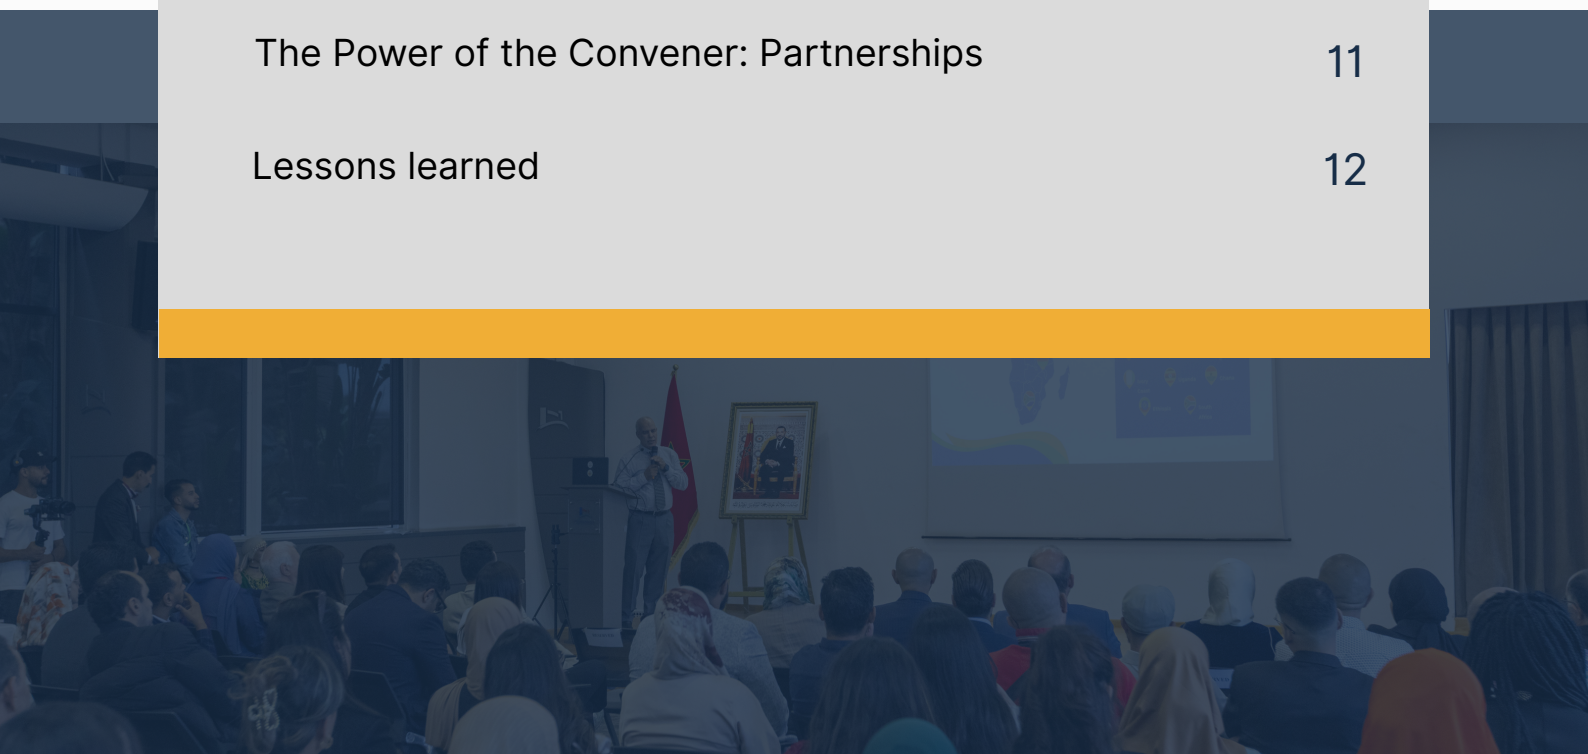 The Power of the Convener: Partnerships 11
Lessons learned 12